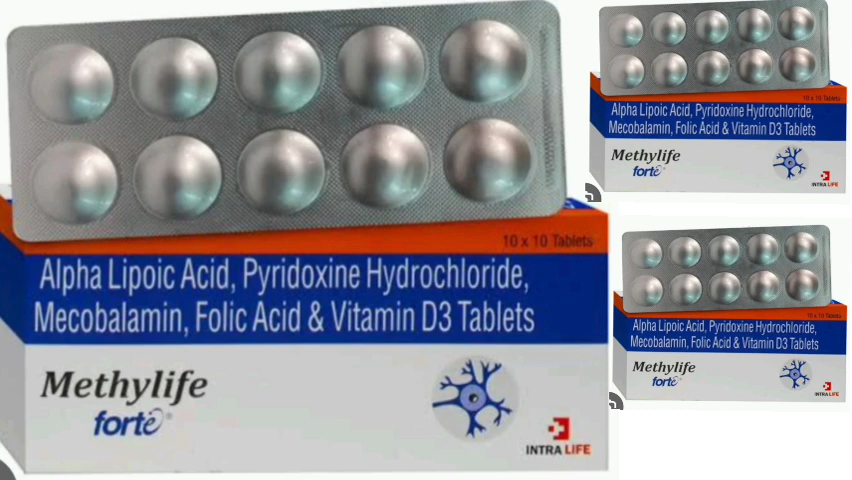 10 x 10 Tablets
Alpha Lipoic Acid, Pyridoxine Hydrochloride,
Mecobalamin, Folic Acid & Vitamin D3 Tablets
Methylife
forte®
INTRA LIFE
10 x 10 Tablets
Alpha Lipoic Acid, Pyridoxine Hydrochloride,
Mecobalamin, Folic Acid & Vitamin D3 Tablets
Methylife
forte®
INTRA LIFE
10 x 10 Tablets
Alpha Lipoic Acid, Pyridoxine Hydrochloride,
Mecobalamin, Folic Acid & Vitamin D3 Tablets
Methylife
forte®
INTRA LIFE